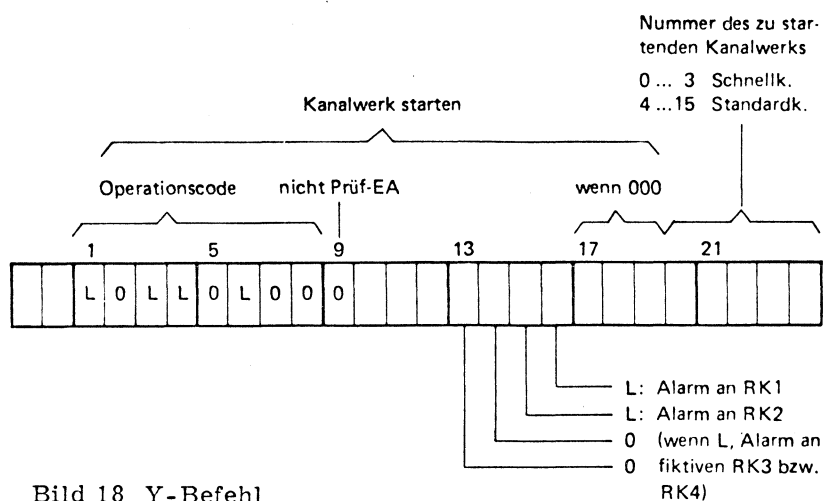 Nummer des zu star-
tenden Kanalwerks
0 ... 3 Schnellk.
4 ...15 Standardk.
Kanalwerk starten
Operationscode nicht Prüf-EA wenn 000
1 5 9 13 17 21
L 0 L L 0 L 0 0 0
L: Alarm an RK1
L: Alarm an RK2
0 (wenn L, Alarm an
0 fiktiven RK3 bzw.
RK4)
Bild 18 Y-Befehl